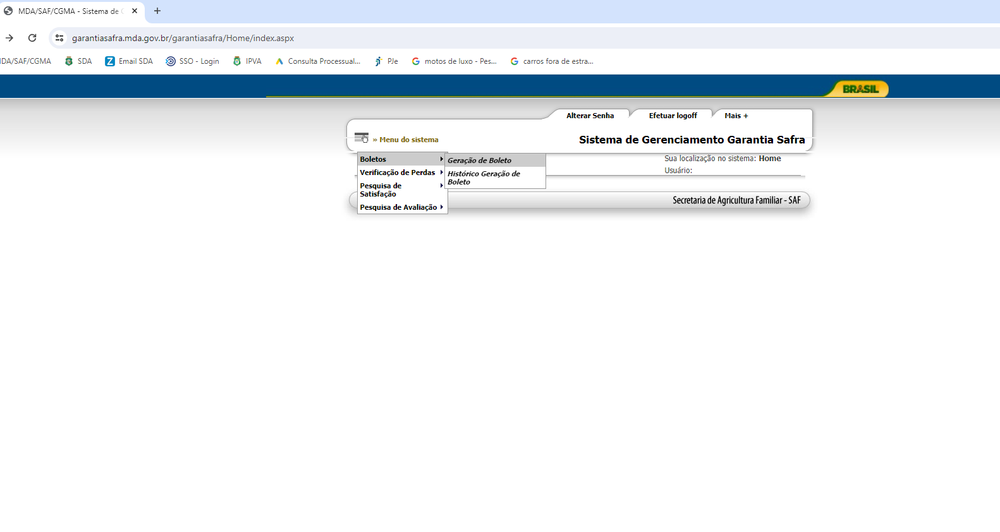 MDA/SAF/CGMA - Sistema de
garantiasafra.mda.gov.br/garantiasafra/Home/index.aspx
MDA/SAF/CGMA SDA Email SDA SSO - Login IPVA Consulta Processual... PJe motos de luxo - Pes... carros fora de estra...
BRASIL
Alterar Senha Efetuar logoff Mais +
» Menu do sistema
Sistema de Gerenciamento Garantia Safra
Sua localização no sistema: Home
Usuário:
Boletos
Verificação de Perdas
Pesquisa de
Satisfação
Pesquisa de Avaliação
Geração de Boleto
Histórico Geração de
Boleto
Secretaria de Agricultura Familiar - SAF